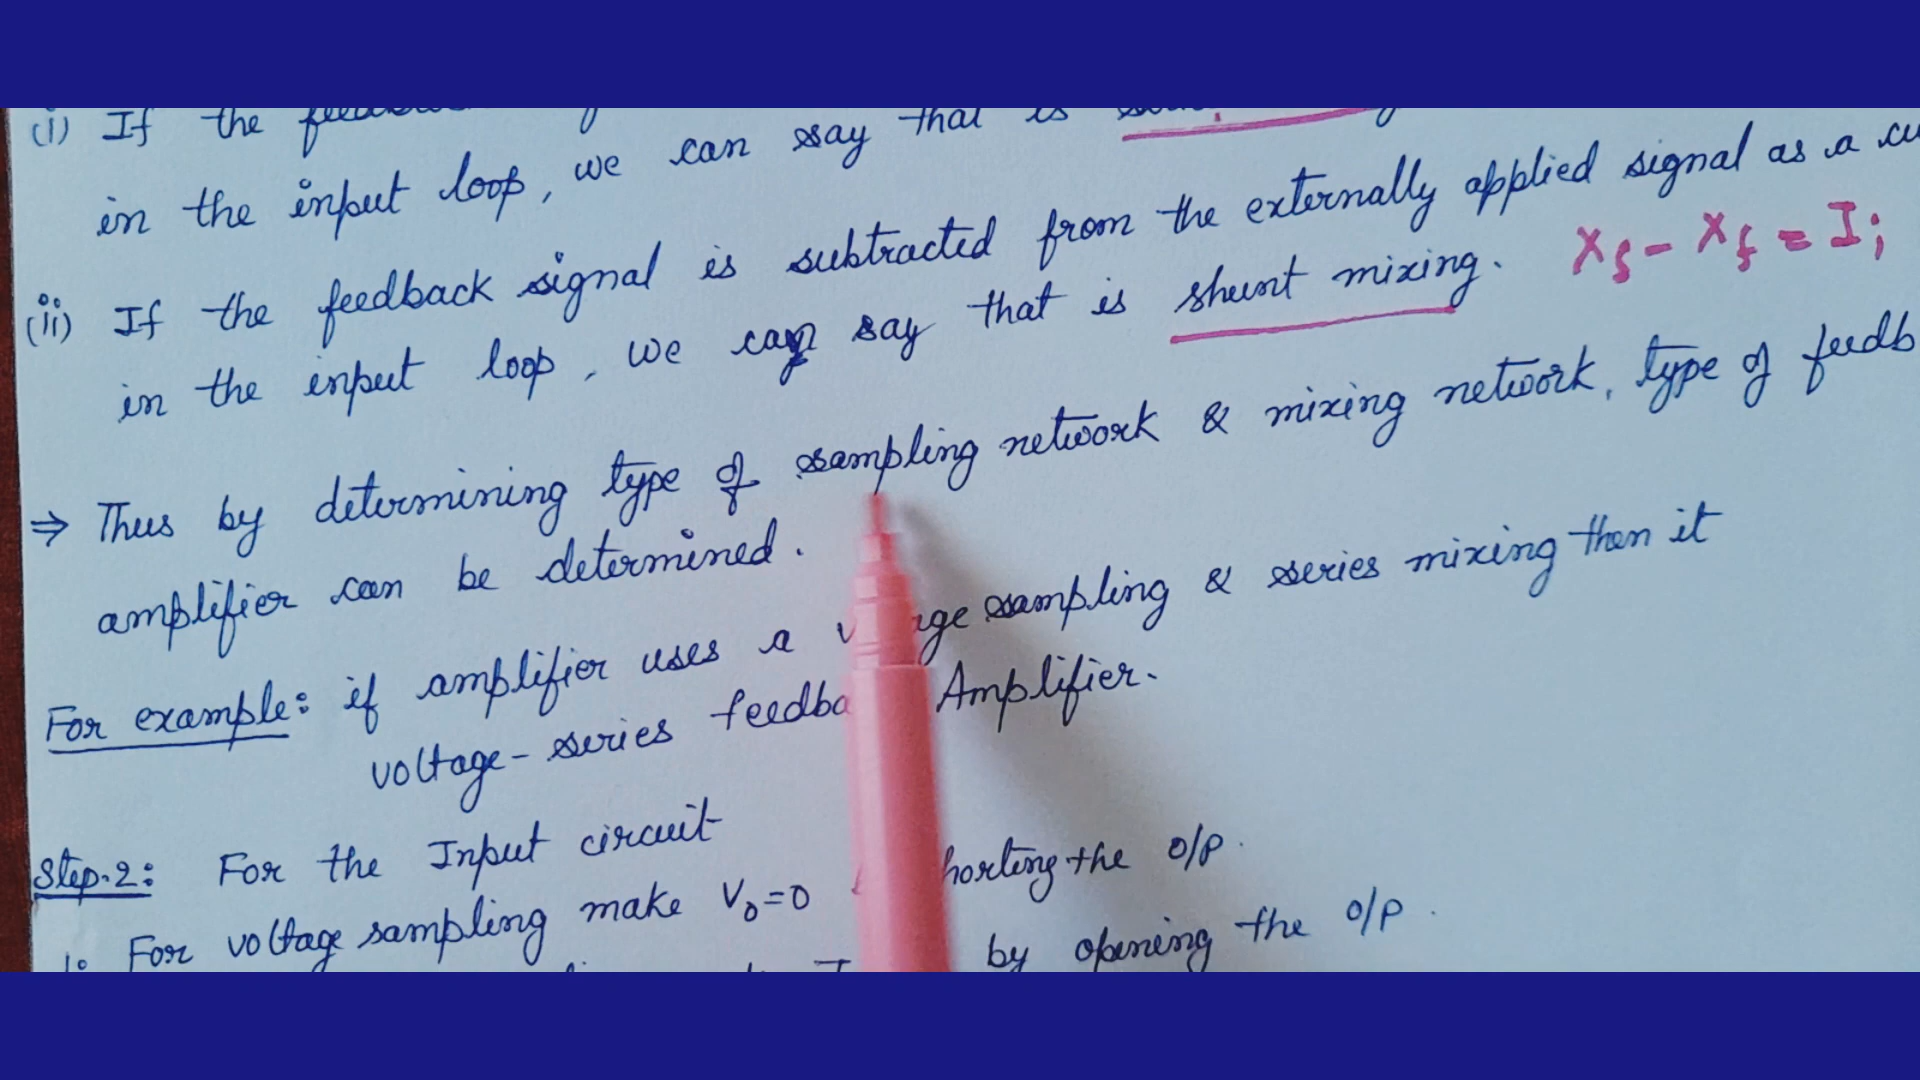 (i) If the
in the input loop, we can say that is
(ii) If the feedback signal is subtracted from the externally applied signal as a cu
in the input loop, we can say that is shunt mixing. Xs - Xf = Ii
⇒ Thus by determining type of sampling network & mixing network, type of feedb
amplifier can be determined.
For example: if amplifier uses a v age sampling & series mixing then it
voltage-series feedba Amplifier.
Step.2: For the Input circuit
1. For voltage sampling make Vo=0 horting the o/p.
by opening the o/p.